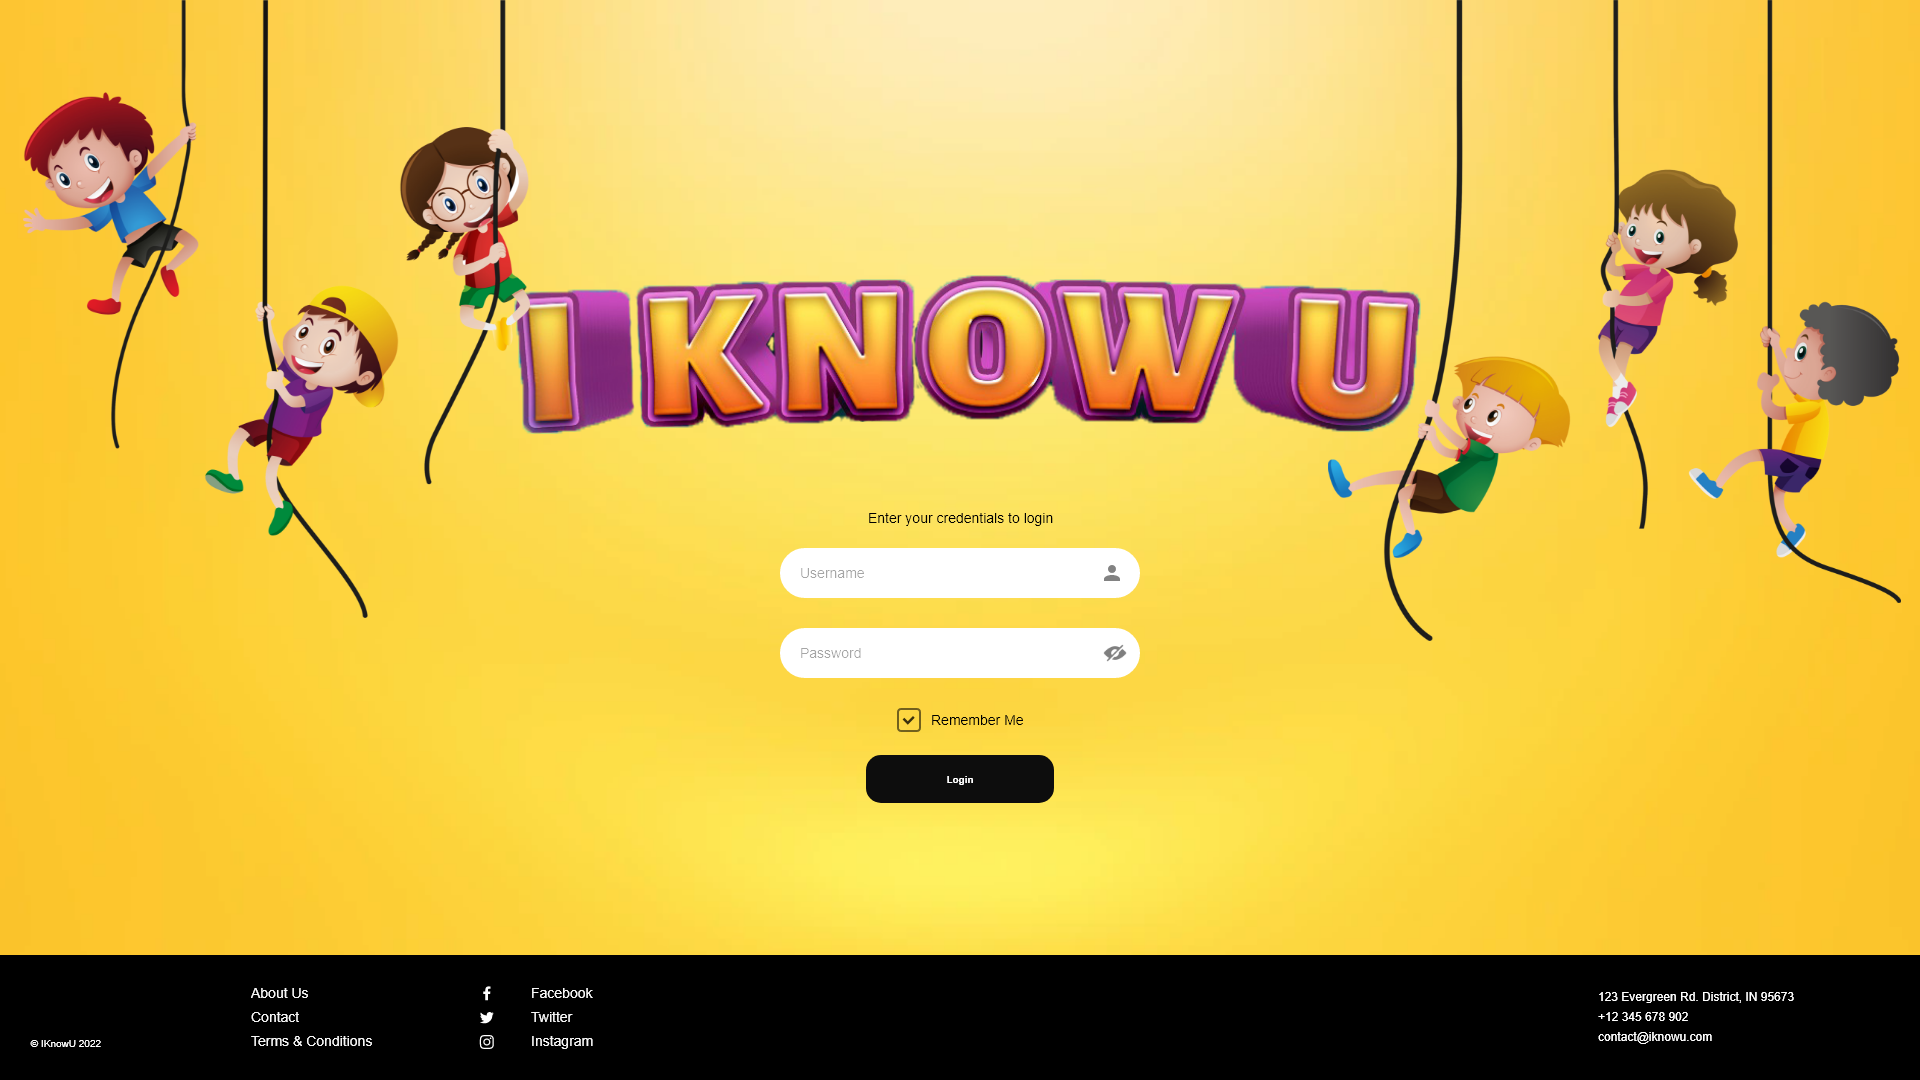 I KNOW U
Enter your credentials to login
Username
Password
Remember Me
Login
About Us
Contact
Terms & Conditions
Facebook
Twitter
Instagram
© IKnowU 2022
123 Evergreen Rd. District, IN 95673
+12 345 678 902
contact@iknowu.com